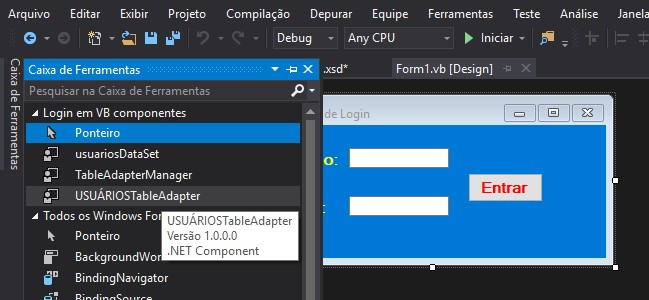 Arquivo Editar Exibir Projeto Compilação Depurar Equipe Ferramentas Teste Análise Janela
Debug Any CPU Iniciar
Caixa de Ferramentas
Caixa de Ferramentas
.xsd*
Form1.vb [Design]
Pesquisar na Caixa de Ferramentas
Login em VB componentes
Ponteiro
usuariosDataSet
TableAdapterManager
USUÁRIOSTableAdapter
Todos os Windows For
Ponteiro
BackgroundWor
BindingNavigator
BindingSource
USUÁRIOSTableAdapter
Versão 1.0.0.0
.NET Component
de Login
o:
:
Entrar